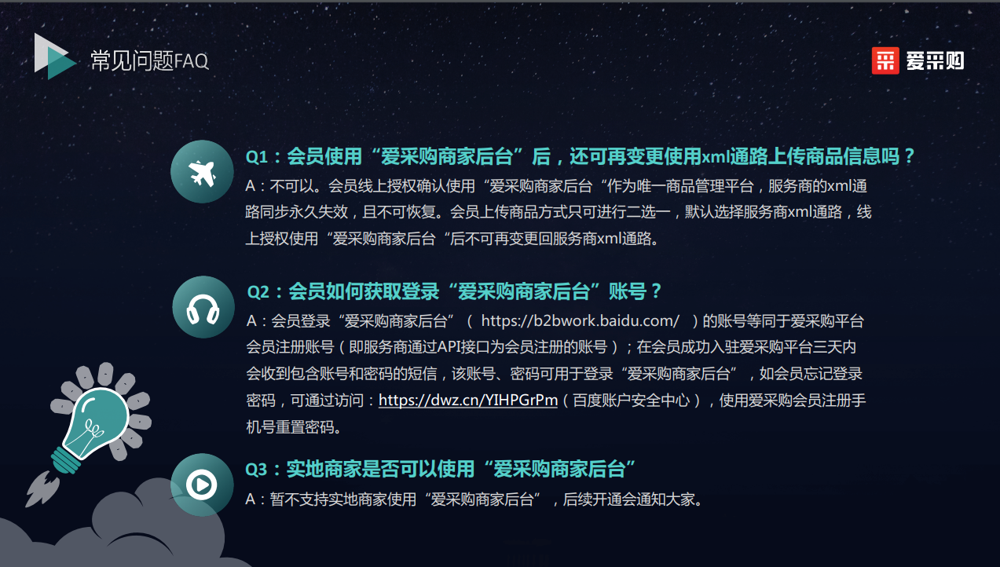 常见问题FAQ
采 爱采购
Q1：会员使用“爱采购商家后台”后，还可再变更使用xml通路上传商品信息吗？
A：不可以。会员线上授权确认使用“爱采购商家后台“作为唯一商品管理平台，服务商的xml通
路同步永久失效，且不可恢复。会员上传商品方式只可进行二选一，默认选择服务商xml通路，线
上授权使用“爱采购商家后台“后不可再变更回服务商xml通路。
Q2：会员如何获取登录“爱采购商家后台”账号？
A：会员登录“爱采购商家后台”（ https://b2bwork.baidu.com/ ）的账号等同于爱采购平台
会员注册账号（即服务商通过API接口为会员注册的账号）；在会员成功入驻爱采购平台三天内
会收到包含账号和密码的短信，该账号、密码可用于登录“爱采购商家后台”，如会员忘记登录
密码，可通过访问：https://dwz.cn/YIHPGrPm（百度账户安全中心），使用爱采购会员注册手
机号重置密码。
Q3：实地商家是否可以使用“爱采购商家后台”
A：暂不支持实地商家使用“爱采购商家后台”，后续开通会通知大家。